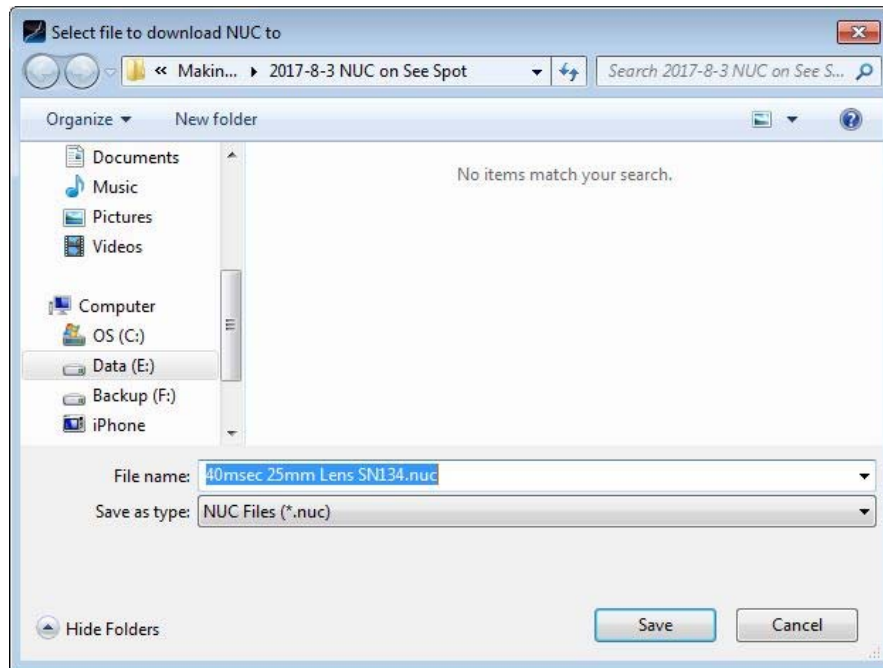 Select file to download NUC to
« Makin... ▸ 2017-8-3 NUC on See Spot
Search 2017-8-3 NUC on See S...
Organize
New folder
Documents
Music
Pictures
Videos
Computer
OS (C:)
Data (E:)
Backup (F:)
iPhone
No items match your search.
File name: 40msec 25mm Lens SN134.nuc
Save as type: NUC Files (*.nuc)
Hide Folders
Save
Cancel